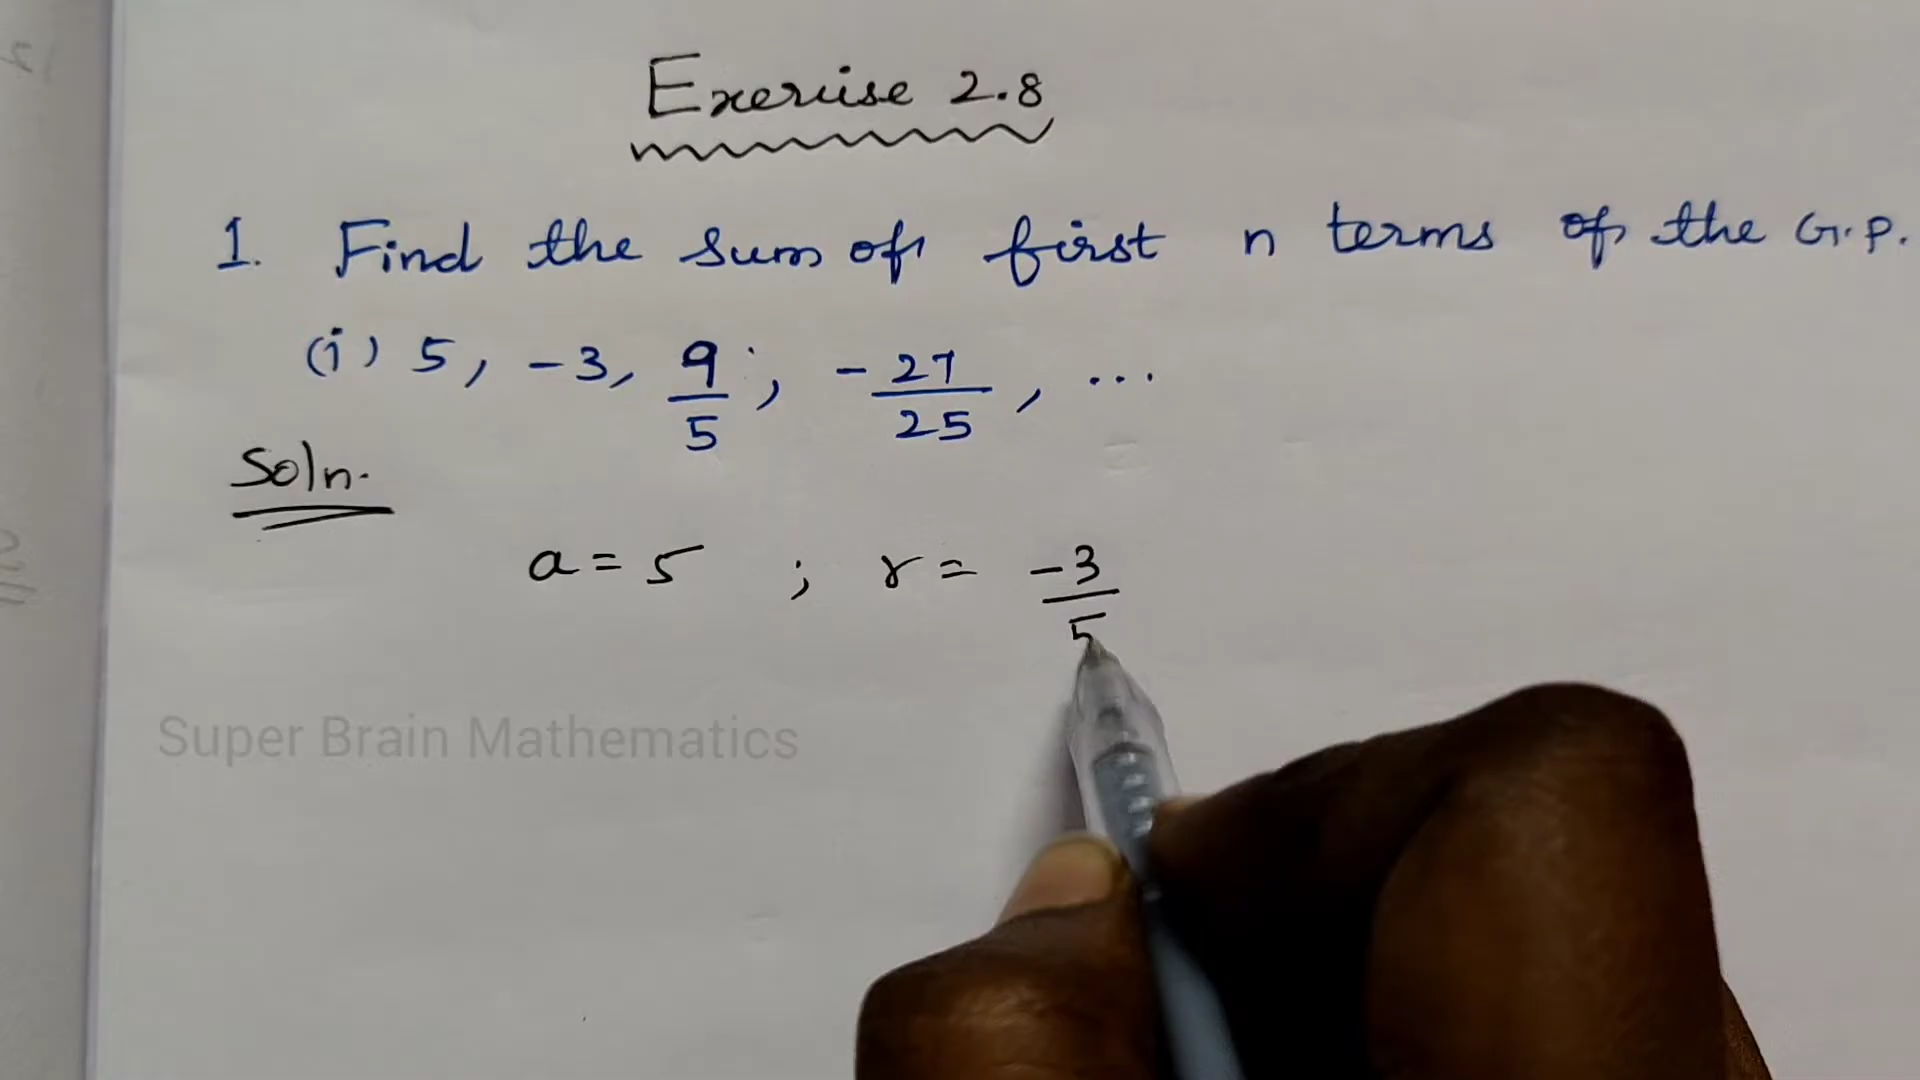 Exercise 2.8
1. Find the sum of first n terms of the G.P.
(i) 5, -3, 9/5, -27/25, ...
Soln.
a = 5 ; r = -3/5
Super Brain Mathematics